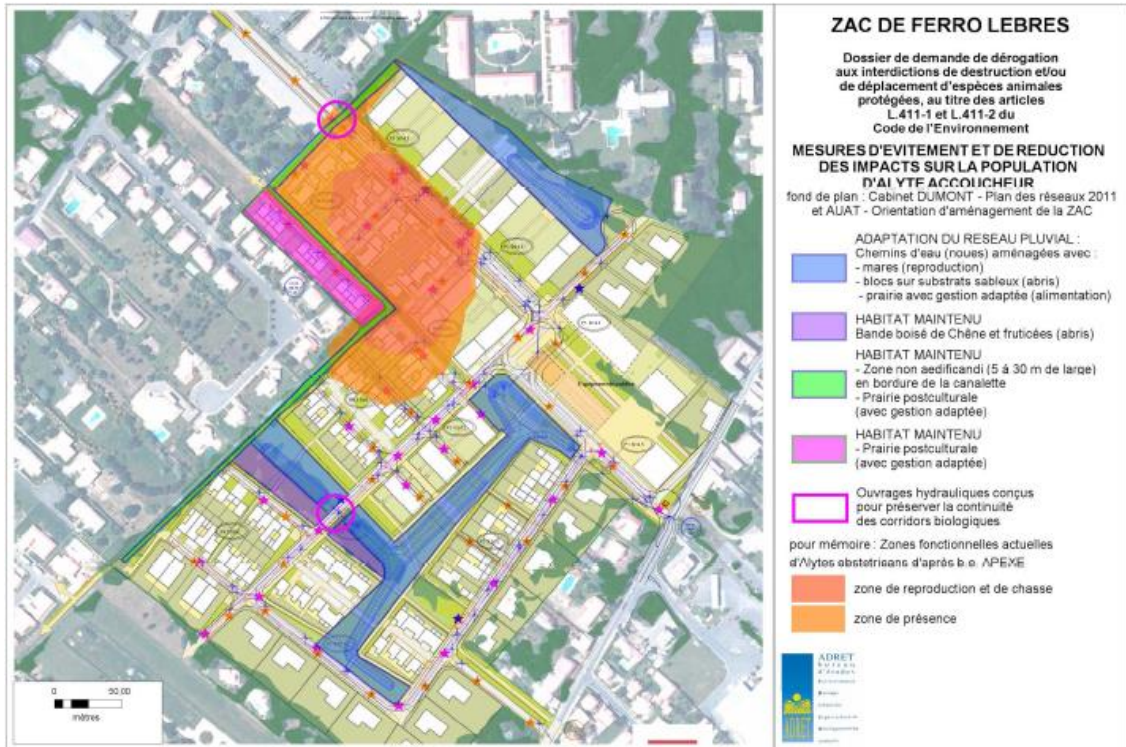 ZAC DE FERRO LEBRES
Dossier de demande de dérogation
aux interdictions de destruction et/ou
de déplacement d'espèces animales
protégées, au titre des articles
L.411-1 et L.411-2 du
Code de l'Environnement
MESURES D'EVITEMENT ET DE REDUCTION
DES IMPACTS SUR LA POPULATION
D'ALYTE ACCOUCHEUR
fond de plan : Cabinet DUMONT - Plan des réseaux 2011
et AUAT - Orientation d'aménagement de la ZAC
ADAPTATION DU RESEAU PLUVIAL :
Chemins d'eau (noues) aménagées avec :
- mares (reproduction)
- blocs sur substrats sableux (abris)
- prairie avec gestion adaptée (alimentation)
HABITAT MAINTENU
Bande boisé de Chêne et fruticées (abris)
HABITAT MAINTENU
- Zone non aedificandi (5 à 30 m de large)
en bordure de la canalette
- Prairie postculturale
(avec gestion adaptée)
HABITAT MAINTENU
- Prairie postculturale
(avec gestion adaptée)
Ouvrages hydrauliques conçus
pour préserver la continuité
des corridors biologiques
pour mémoire : Zones fonctionnelles actuelles
d'Alytes obstetricans d'après b.e. APEXE
zone de reproduction et de chasse
zone de présence
ADRET
bureau
d'études
ADRET
0 50.00
mètres